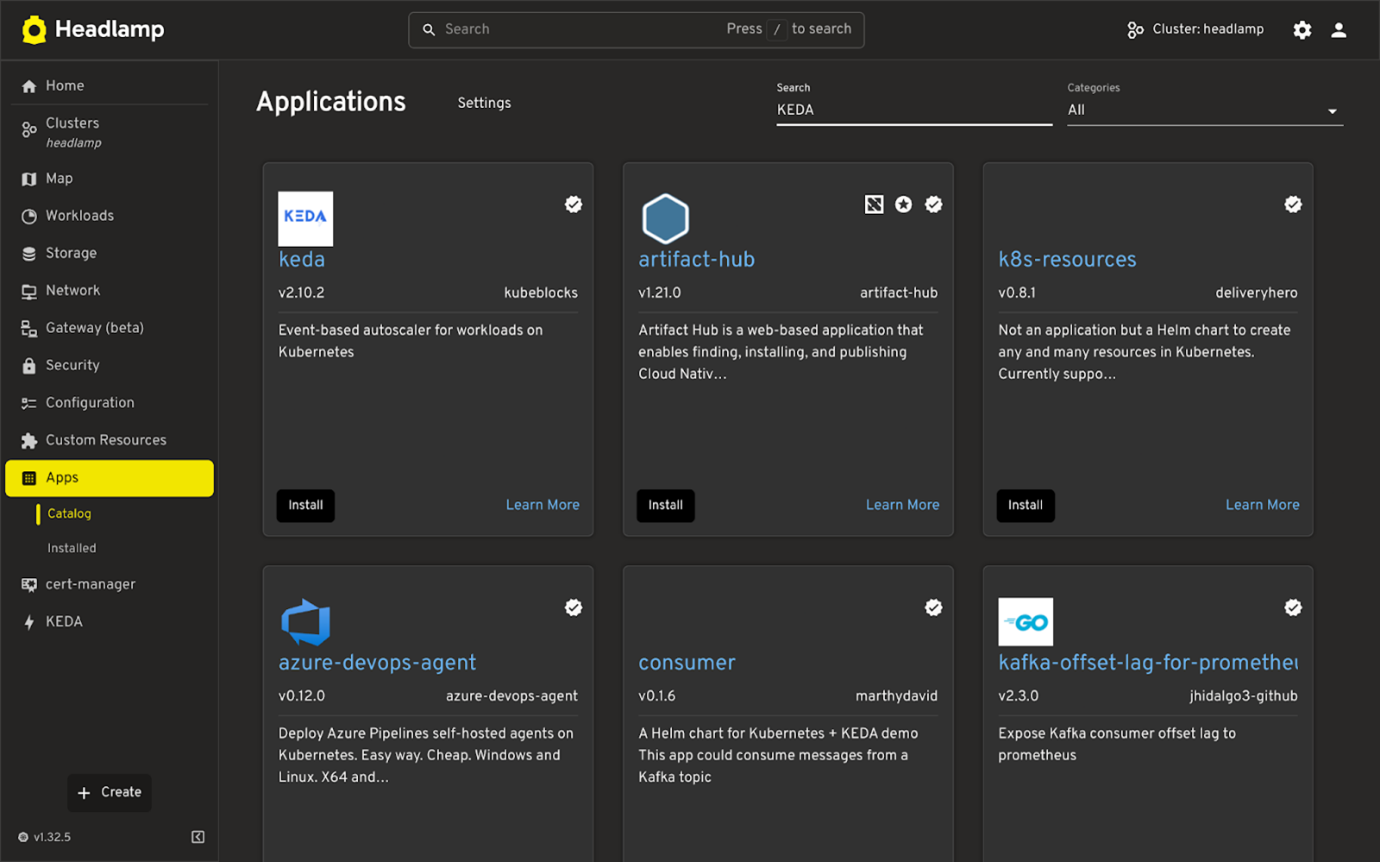 Headlamp
Search
Press / to search
Cluster: headlamp
Home
Clusters
headlamp
Map
Workloads
Storage
Network
Gateway (beta)
Security
Configuration
Custom Resources
Apps
Catalog
Installed
cert-manager
KEDA
Create
v1.32.5
Applications
Settings
Search
KEDA
Categories
All
KEDA
keda
v2.10.2
kubeblocks
Event-based autoscaler for workloads on
Kubernetes
Install
Learn More
artifact-hub
v1.21.0
artifact-hub
Artifact Hub is a web-based application that
enables finding, installing, and publishing
Cloud Nativ...
Install
Learn More
k8s-resources
v0.8.1
deliveryhero
Not an application but a Helm chart to create
any and many resources in Kubernetes.
Currently suppo...
Install
Learn More
azure-devops-agent
v0.12.0
azure-devops-agent
Deploy Azure Pipelines self-hosted agents on
Kubernetes. Easy way. Cheap. Windows and
Linux. X64 and...
consumer
v0.1.6
marthydavid
A Helm chart for Kubernetes + KEDA demo
This app could consume messages from a
Kafka topic
GO
kafka-offset-lag-for-prometheu
v2.3.0
jhidalgo3-github
Expose Kafka consumer offset lag to
prometheus